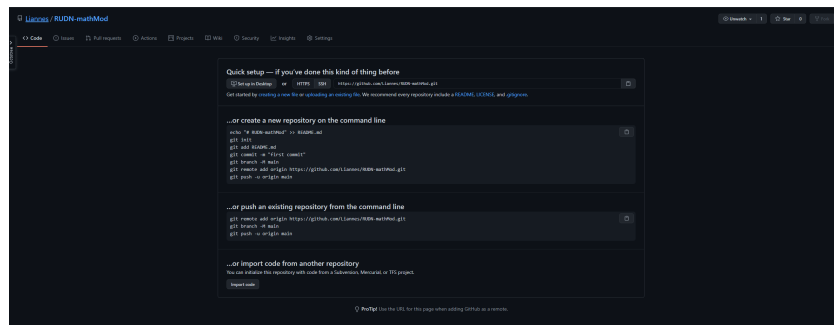 Liannes / RUDN-mathMod
Unwatch 1 Star 0
Code Issues Pull requests Actions Projects Wiki Security Insights Settings
Quick setup — if you've done this kind of thing before
Set up in Desktop or HTTPS SSH https://github.com/Liannes/RUDN-mathMod.git
Get started by creating a new file or uploading an existing file. We recommend every repository include a README, LICENSE, and .gitignore.
...or create a new repository on the command line
echo "# RUDN-mathMod" >> README.md
git init
git add README.md
git commit -m "first commit"
git branch -M main
git remote add origin https://github.com/Liannes/RUDN-mathMod.git
git push -u origin main
...or push an existing repository from the command line
git remote add origin https://github.com/Liannes/RUDN-mathMod.git
git branch -M main
git push -u origin main
...or import code from another repository
You can initialize this repository with code from a Subversion, Mercurial, or TFS project.
Import code
ProTip! Use the URL for this page when adding GitHub as a remote.